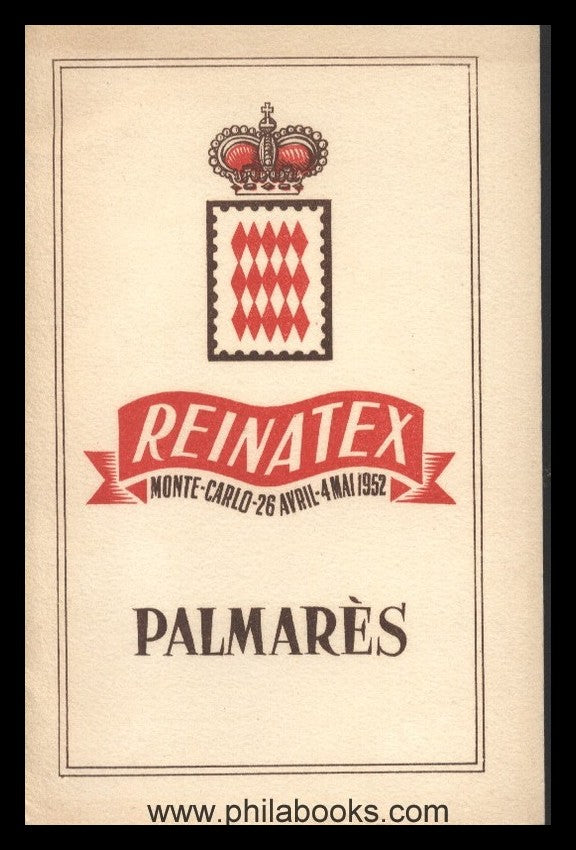 REINATEX
MONTE-CARLO-26 AVRIL-4 MAI 1952
PALMARÈS
www.philabooks.com